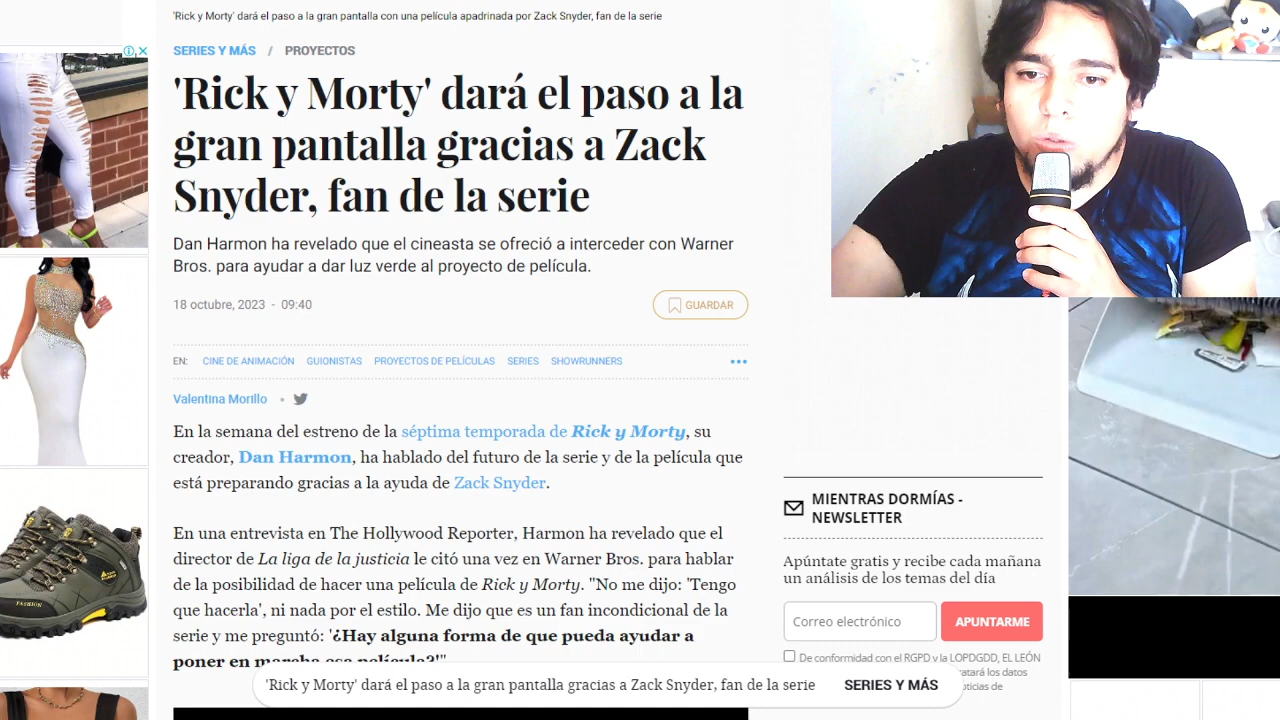 'Rick y Morty' dará el paso a la gran pantalla con una película apadrinada por Zack Snyder, fan de la serie
SERIES Y MÁS / PROYECTOS
'Rick y Morty' dará el paso a la
gran pantalla gracias a Zack
Snyder, fan de la serie
Dan Harmon ha revelado que el cineasta se ofreció a interceder con Warner
Bros. para ayudar a dar luz verde al proyecto de película.
18 octubre, 2023 - 09:40
GUARDAR
EN: CINE DE ANIMACIÓN GUIONISTAS PROYECTOS DE PELÍCULAS SERIES SHOWRUNNERS
Valentina Morillo
En la semana del estreno de la séptima temporada de Rick y Morty, su
creador, Dan Harmon, ha hablado del futuro de la serie y de la película que
está preparando gracias a la ayuda de Zack Snyder.
En una entrevista en The Hollywood Reporter, Harmon ha revelado que el
director de La liga de la justicia le citó una vez en Warner Bros. para hablar
de la posibilidad de hacer una película de Rick y Morty. "No me dijo: 'Tengo
que hacerla', ni nada por el estilo. Me dijo que es un fan incondicional de la
serie y me preguntó: '¿Hay alguna forma de que pueda ayudar a
poner en marcha esa película?'"
'Rick y Morty' dará el paso a la gran pantalla gracias a Zack Snyder, fan de la serie SERIES Y MÁS
MIENTRAS DORMÍAS -
NEWSLETTER
Apúntate gratis y recibe cada mañana
un análisis de los temas del día
Correo electrónico
APUNTARME
De conformidad con el RGPD y la LOPDGDD, EL LEÓN
tratará los datos
noticias de
FASHION